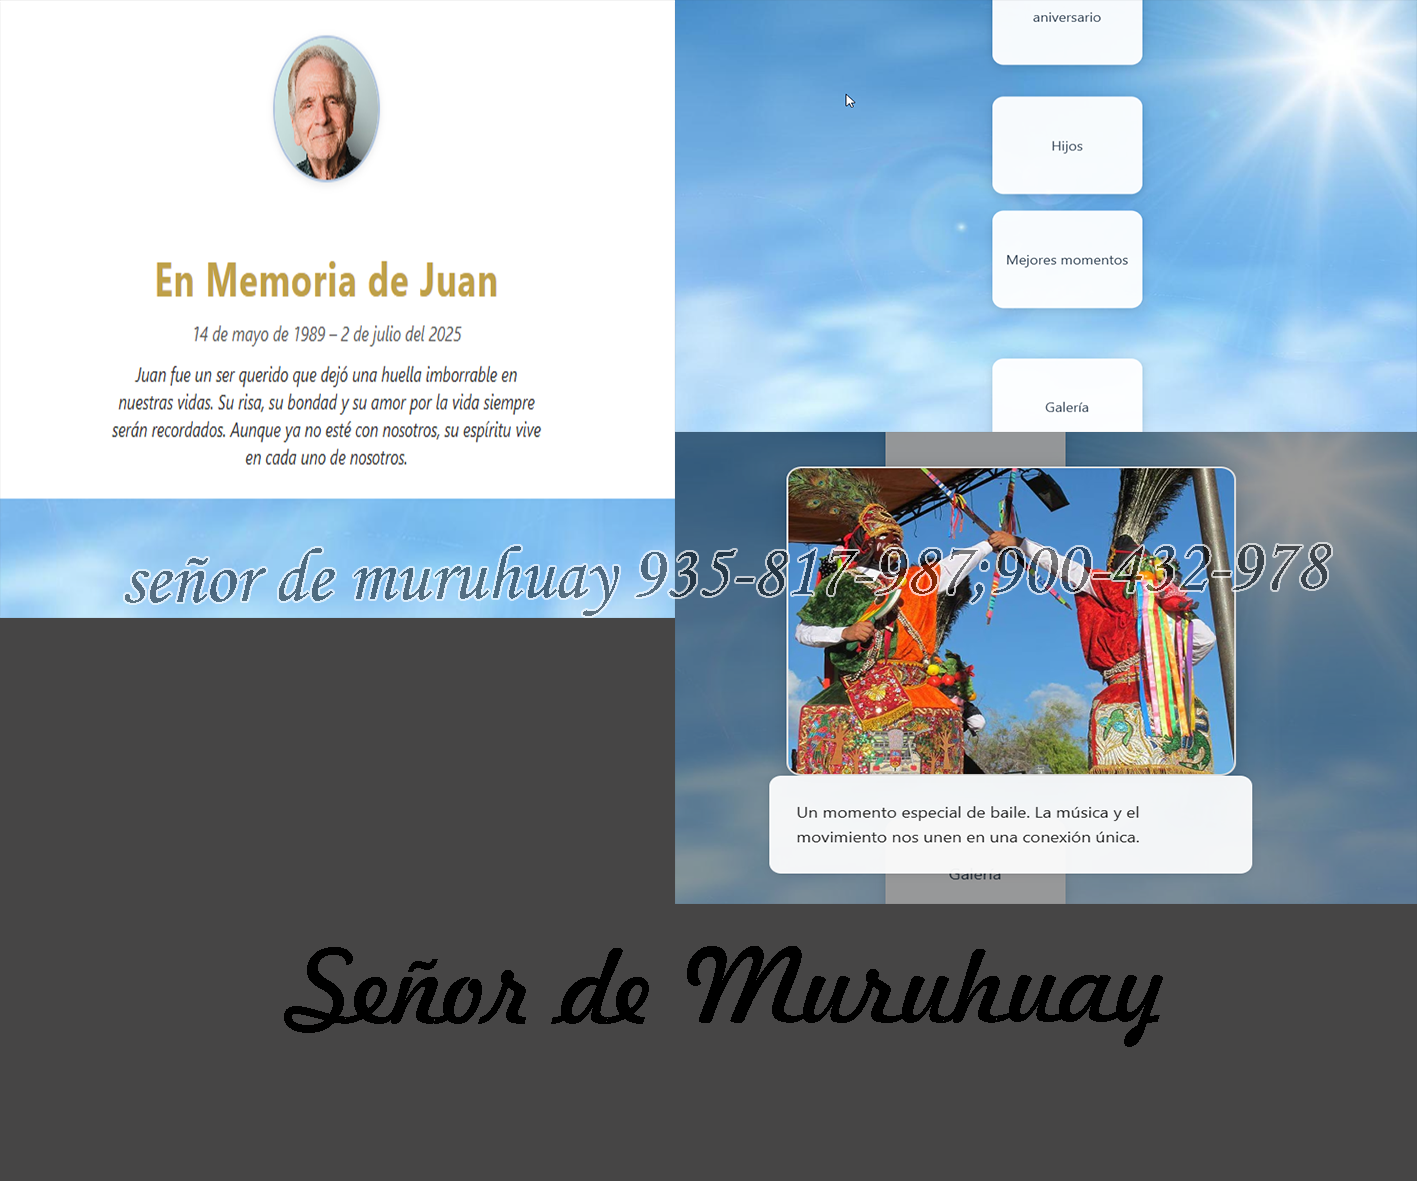 En Memoria de Juan
14 de mayo de 1989 – 2 de julio del 2025
Juan fue un ser querido que dejó una huella imborrable en
nuestras vidas. Su risa, su bondad y su amor por la vida siempre
serán recordados. Aunque ya no esté con nosotros, su espíritu vive
en cada uno de nosotros.
aniversario
Hijos
Mejores momentos
Galería
señor de muruhuay 935-817-987;900-432-978
Un momento especial de baile. La música y el
movimiento nos unen en una conexión única.
Galería
Señor de Muruhuay